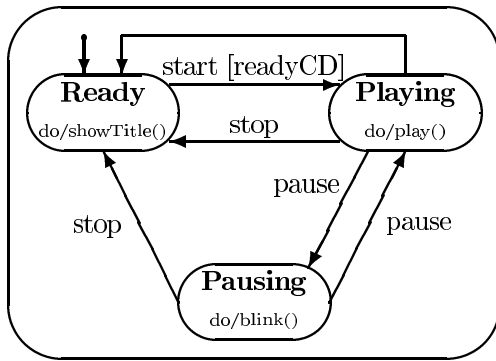 start [readyCD]
Ready
Playing
do/showTitle()
do/play()
stop
pause
stop
pause
Pausing
do/blink()